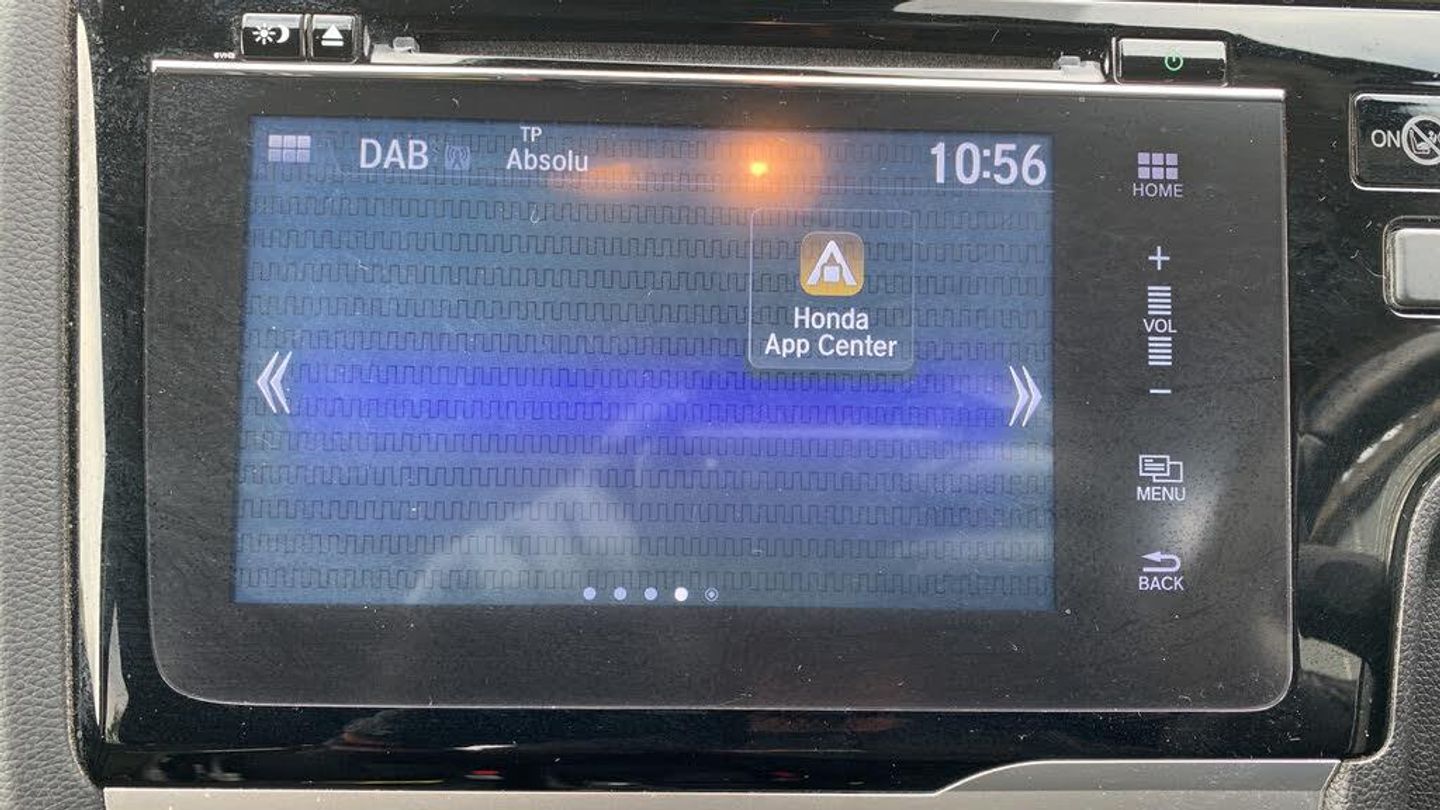 TP
DAB Absolu 10:56
Honda
App Center
HOME
+
VOL
−
MENU
BACK
ON